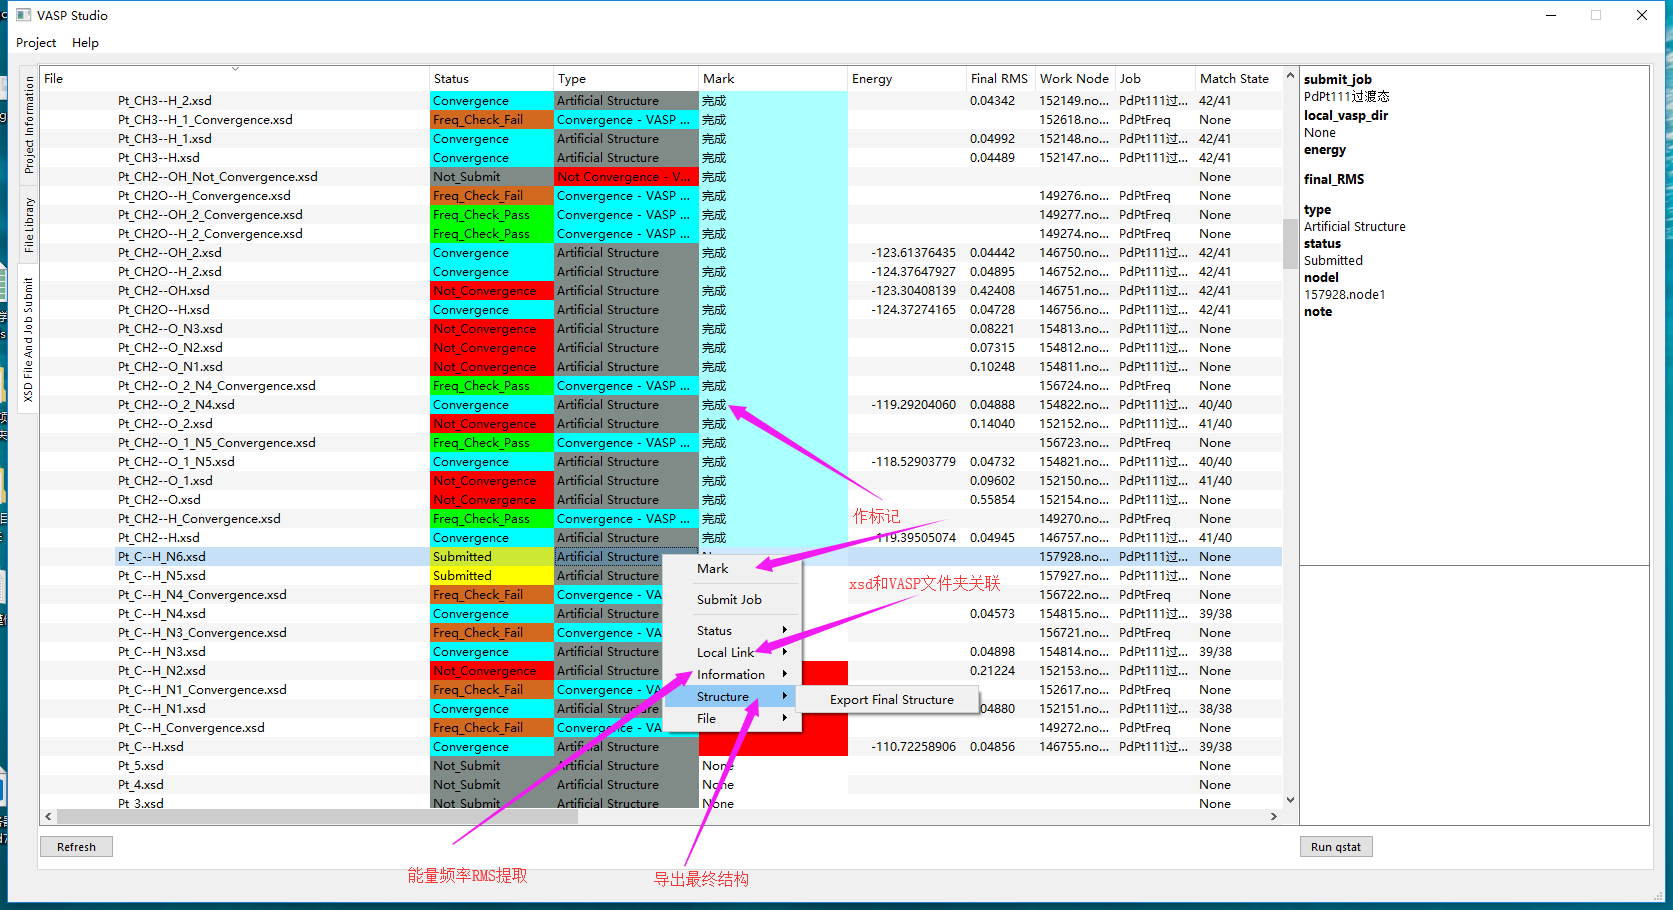 VASP Studio
Project Help
Project Information
File Library
XSD File And Job Submit
File Status Type Mark Energy Final RMS Work Node Job Match State
Pt_CH3--H_2.xsd Convergence Artificial Structure 完成 0.04342 152149.no... PdPt111过... 42/41
Pt_CH3--H_1_Convergence.xsd Freq_Check_Fail Convergence - VASP ... 完成 152618.no... PdPtFreq None
Pt_CH3--H_1.xsd Convergence Artificial Structure 完成 0.04992 152148.no... PdPt111过... 42/41
Pt_CH3--H.xsd Convergence Artificial Structure 完成 0.04489 152147.no... PdPt111过... 42/41
Pt_CH2--OH_Not_Convergence.xsd Not_Submit Not Convergence - V... 完成 None
Pt_CH2O--H_Convergence.xsd Freq_Check_Fail Convergence - VASP ... 完成 149276.no... PdPtFreq None
Pt_CH2--OH_2_Convergence.xsd Freq_Check_Pass Convergence - VASP ... 完成 149277.no... PdPtFreq None
Pt_CH2O--H_2_Convergence.xsd Freq_Check_Pass Convergence - VASP ... 完成 149274.no... PdPtFreq None
Pt_CH2--OH_2.xsd Convergence Artificial Structure 完成 -123.61376435 0.04442 146750.no... PdPt111过... 42/41
Pt_CH2O--H_2.xsd Convergence Artificial Structure 完成 -124.37647927 0.04895 146752.no... PdPt111过... 42/41
Pt_CH2--OH.xsd Not_Convergence Artificial Structure 完成 -123.30408139 0.42408 146751.no... PdPt111过... 42/41
Pt_CH2O--H.xsd Convergence Artificial Structure 完成 -124.37274165 0.04728 146756.no... PdPt111过... 42/41
Pt_CH2--O_N3.xsd Not_Convergence Artificial Structure 完成 0.08221 154813.no... PdPt111过... None
Pt_CH2--O_N2.xsd Not_Convergence Artificial Structure 完成 0.07315 154812.no... PdPt111过... None
Pt_CH2--O_N1.xsd Not_Convergence Artificial Structure 完成 0.10248 154811.no... PdPt111过... None
Pt_CH2--O_2_N4_Convergence.xsd Freq_Check_Pass Convergence - VASP ... 完成 156724.no... PdPtFreq None
Pt_CH2--O_2_N4.xsd Convergence Artificial Structure 完成 -119.29204060 0.04888 154822.no... PdPt111过... 40/40
Pt_CH2--O_2.xsd Not_Convergence Artificial Structure 完成 0.14040 152152.no... PdPt111过... 41/40
Pt_CH2--O_1_N5_Convergence.xsd Freq_Check_Pass Convergence - VASP ... 完成 156723.no... PdPtFreq None
Pt_CH2--O_1_N5.xsd Convergence Artificial Structure 完成 -118.52903779 0.04732 154821.no... PdPt111过... 40/40
Pt_CH2--O_1.xsd Not_Convergence Artificial Structure 完成 0.09602 152150.no... PdPt111过... 41/40
Pt_CH2--O.xsd Not_Convergence Artificial Structure 完成 0.55854 152154.no... PdPt111过... None
Pt_CH2--H_Convergence.xsd Freq_Check_Pass Convergence - VASP ... 完成 149270.no... PdPtFreq None
Pt_CH2--H.xsd Convergence Artificial Structure 完成 -119.39505074 0.04945 146757.no... PdPt111过... 41/40
Pt_C--H_N6.xsd Submitted Artificial Structure 157928.no... PdPt111过... None
Pt_C--H_N5.xsd Submitted Artificial Structure 157927.no... PdPt111过... None
Pt_C--H_N4_Convergence.xsd Freq_Check_Fail Convergence - VA 156722.no... PdPtFreq None
Pt_C--H_N4.xsd Convergence Artificial Structure 0.04573 154815.no... PdPt111过... 39/38
Pt_C--H_N3_Convergence.xsd Freq_Check_Fail Convergence - VA 156721.no... PdPtFreq None
Pt_C--H_N3.xsd Convergence Artificial Structure 0.04898 154814.no... PdPt111过... 39/38
Pt_C--H_N2.xsd Not_Convergence Artificial Structure 0.21224 152153.no... PdPt111过... None
Pt_C--H_N1_Convergence.xsd Freq_Check_Fail Convergence - VA 152617.no... PdPtFreq None
Pt_C--H_N1.xsd Convergence Artificial Structure 04880 152151.no... PdPt111过... 38/38
Pt_C--H_Convergence.xsd Freq_Check_Fail Convergence - VA 149272.no... PdPtFreq None
Pt_C--H.xsd Convergence Artificial Structure -110.72258906 0.04856 146755.no... PdPt111过... 39/38
Pt_5.xsd Not_Submit Artificial Structure None None
Pt_4.xsd Not_Submit Artificial Structure None None
Pt_3.xsd Not_Submit Artificial Structure None None
Mark
Submit Job
Status
Local Link
Information
Structure
File
Export Final Structure
作标记
xsd和VASP文件夹关联
能量频率RMS提取
导出最终结构
submit_job
PdPt111过渡态
local_vasp_dir
None
energy
final_RMS
type
Artificial Structure
status
Submitted
nodel
157928.node1
note
Refresh
Run qstat